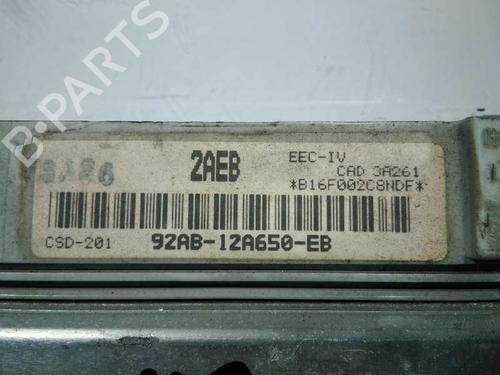 B-PARTS
2AEB
EEC-IV
CAD 3A261
*B16F002C8NDF*
CSD-201
92AB-12A650-EB